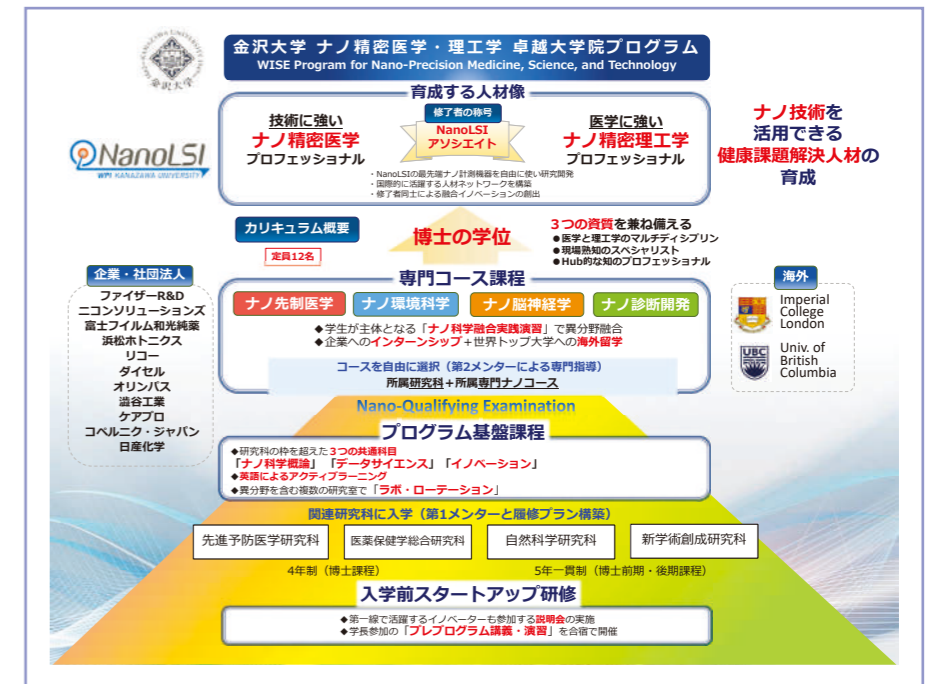 金沢大学 ナノ精密医学・理工学 卓越大学院プログラム
WISE Program for Nano-Precision Medicine, Science, and Technology
金沢大学
NanoLSI
WPI KANAZAWA UNIVERSITY
育成する人材像
技術に強い
ナノ精密医学
プロフェッショナル
修了者の称号
NanoLSI
アソシエイト
医学に強い
ナノ精密理工学
プロフェッショナル
・NanoLSIの最先端ナノ計測機器を自由に使い研究開発
・国際的に活躍する人材ネットワークを構築
・修了者同士による融合イノベーションの創出
ナノ技術を
活用できる
健康課題解決人材の
育成
カリキュラム概要
定員12名
博士の学位
3つの資質を兼ね備える
●医学と理工学のマルチディシプリン
●現場熟知のスペシャリスト
●Hub的な知のプロフェッショナル
企業・社団法人
ファイザーR&D
ニコンソリューションズ
富士フイルム和光純薬
浜松ホトニクス
リコー
ダイセル
オリンパス
澁谷工業
ケアプロ
コペルニク・ジャパン
日産化学
専門コース課程
ナノ先制医学
ナノ環境科学
ナノ脳神経学
ナノ診断開発
◆学生が主体となる「ナノ科学融合実践演習」で異分野融合
◆企業へのインターンシップ+世界トップ大学への海外留学
コースを自由に選択（第2メンターによる専門指導）
所属研究科+所属専門ナノコース
海外
Imperial
College
London
UBC
Univ. of
British
Columbia
Nano-Qualifying Examination
プログラム基盤課程
◆研究科の枠を超えた3つの共通科目
「ナノ科学概論」「データサイエンス」「イノベーション」
◆英語によるアクティブラーニング
◆異分野を含む複数の研究室で「ラボ・ローテーション」
関連研究科に入学（第1メンターと履修プラン構築）
先進予防医学研究科
医薬保健学総合研究科
自然科学研究科
新学術創成研究科
4年制（博士課程）
5年一貫制（博士前期・後期課程）
入学前スタートアップ研修
◆第一線で活躍するイノベーターも参加する説明会の実施
◆学長参加の「プレプログラム講義・演習」を合宿で開催